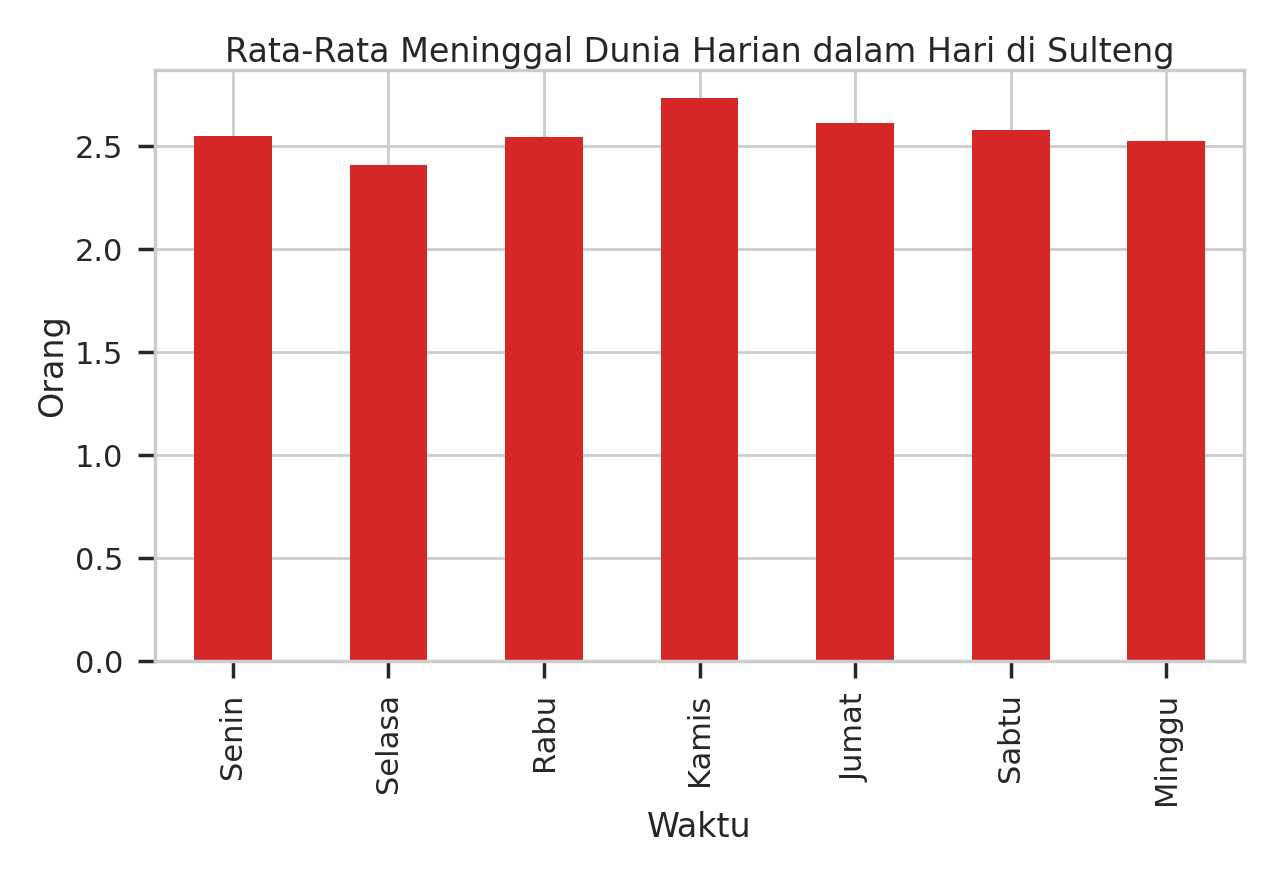 Rata-Rata Meninggal Dunia Harian dalam Hari di Sulteng
Orang
2.5
2.0
1.5
1.0
0.5
0.0
Senin
Selasa
Rabu
Kamis
Jumat
Sabtu
Minggu
Waktu